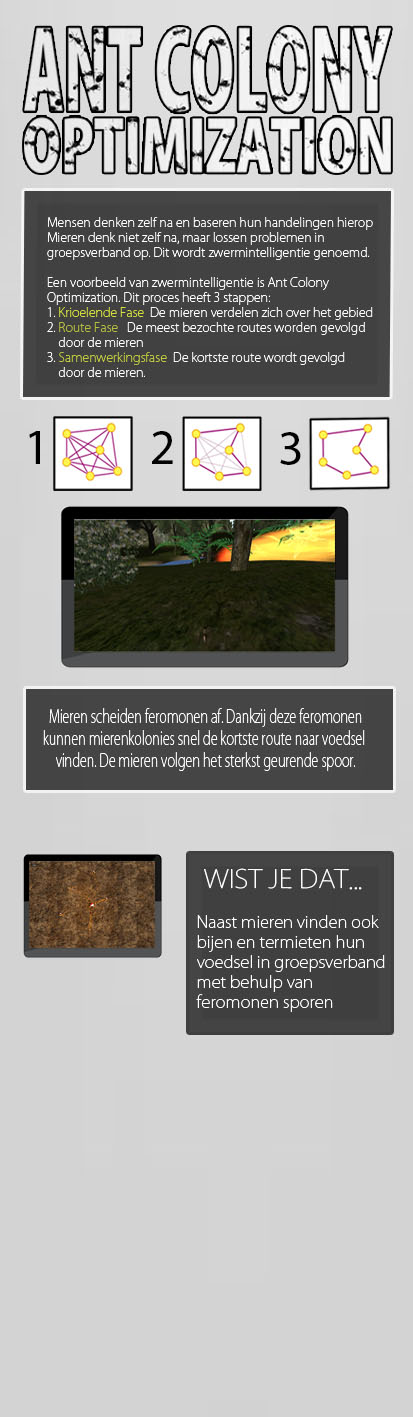 ANT COLONY
OPTIMIZATION
Mensen denken zelf na en baseren hun handelingen hierop
Mieren denk niet zelf na, maar lossen problemen in
groepsverband op. Dit wordt zwermintelligentie genoemd.
Een voorbeeld van zwermintelligentie is Ant Colony
Optimization. Dit proces heeft 3 stappen:
1. Krioelende Fase De mieren verdelen zich over het gebied
2. Route Fase De meest bezochte routes worden gevolgd
door de mieren
3. Samenwerkingsfase De kortste route wordt gevolgd
door de mieren.
1 2 3
Mieren scheiden feromonen af. Dankzij deze feromonen
kunnen mierenkolonies snel de kortste route naar voedsel
vinden. De mieren volgen het sterkst geurende spoor.
WIST JE DAT...
Naast mieren vinden ook
bijen en termieten hun
voedsel in groepsverband
met behulp van
feromonen sporen